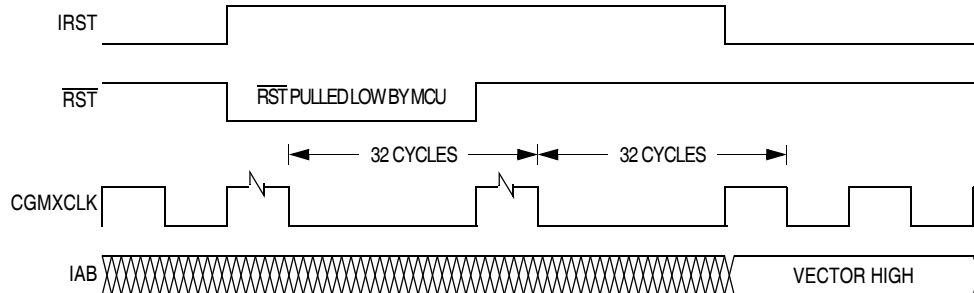 IRST
RST
RST PULLED LOW BY MCU
32 CYCLES
32 CYCLES
CGMXCLK
IAB
VECTOR HIGH